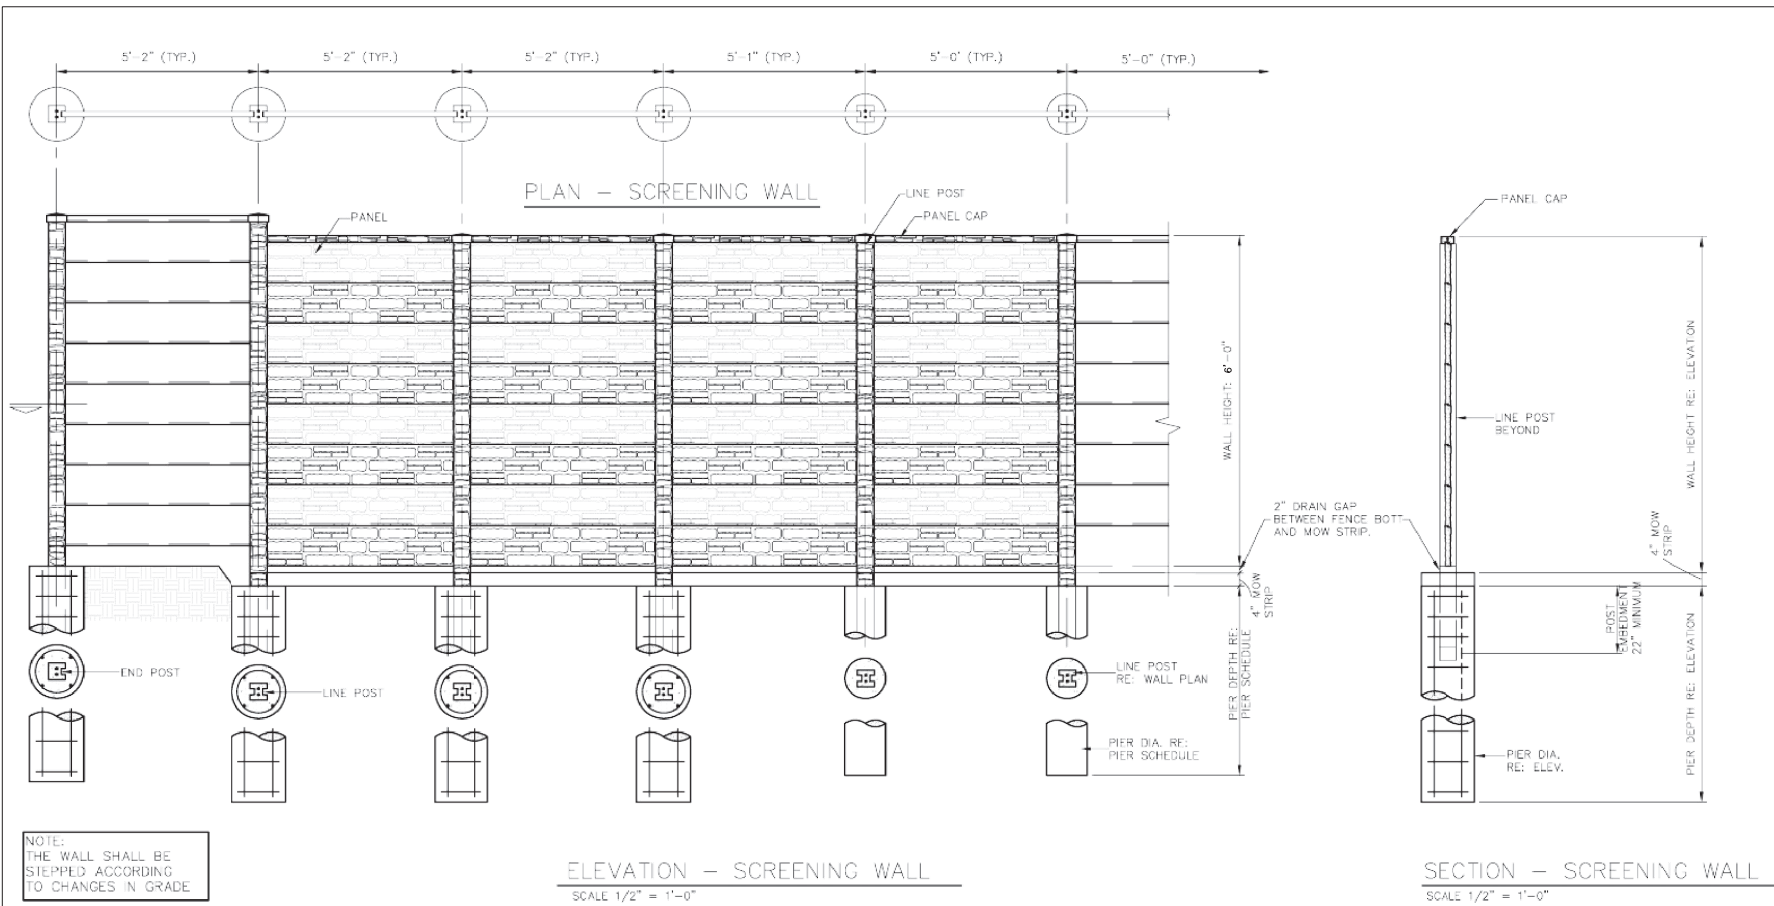 5'-2" (TYP.)
5'-2" (TYP.)
5'-2" (TYP.)
5'-1" (TYP.)
5'-0" (TYP.)
5'-0" (TYP.)
PLAN - SCREENING WALL
LINE POST
PANEL CAP
PANEL
PANEL CAP
WALL HEIGHT: 6'-0"
WALL HEIGHT RE: ELEVATION
LINE POST
BEYOND
2" DRAIN GAP
BETWEEN FENCE BOTT
AND MOW STRIP.
4" MOW
STRIP
4" MOW
STRIP
POST
EMBEDMENT
22" MINIMUM
PIER DEPTH RE:
PIER SCHEDULE
PIER DEPTH RE: ELEVATION
END POST
LINE POST
LINE POST
RE: WALL PLAN
PIER DIA. RE:
PIER SCHEDULE
PIER DIA.
RE: ELEV.
NOTE:
THE WALL SHALL BE
STEPPED ACCORDING
TO CHANGES IN GRADE
ELEVATION - SCREENING WALL
SCALE 1/2" = 1'-0"
SECTION - SCREENING WALL
SCALE 1/2" = 1'-0"